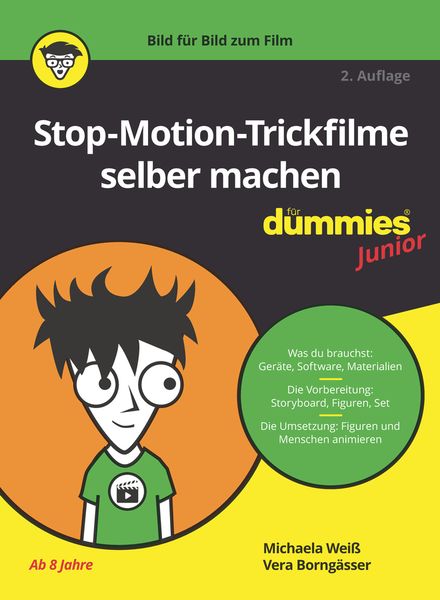 Bild für Bild zum Film
2. Auflage
Stop-Motion-Trickfilme
selber machen
für
dummies®
Junior
Was du brauchst:
Geräte, Software, Materialien
Die Vorbereitung:
Storyboard, Figuren, Set
Die Umsetzung: Figuren und
Menschen animieren
Ab 8 Jahre
Michaela Weiß
Vera Borngässer